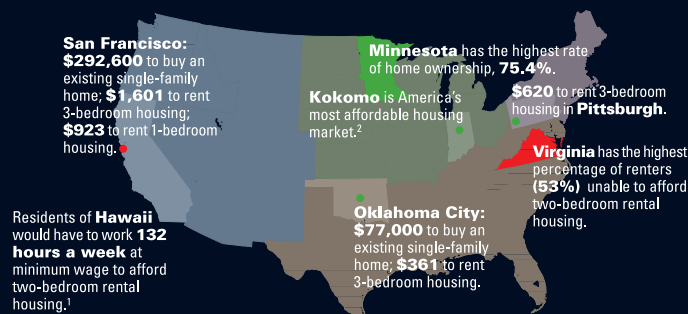 San Francisco:
$292,600 to buy an
existing single-family
home; $1,601 to rent
3-bedroom housing;
$923 to rent 1-bedroom
housing.
Minnesota has the highest rate
of home ownership, 75.4%.
Kokomo is America's
most affordable housing
market.²
$620 to rent 3-bedroom
housing in Pittsburgh.
Virginia has the highest
percentage of renters
(53%) unable to afford
two-bedroom rental
housing.
Oklahoma City:
$77,000 to buy an
existing single-family
home; $361 to rent
3-bedroom housing.
Residents of Hawaii
would have to work 132
hours a week at
minimum wage to afford
two-bedroom rental
housing.¹